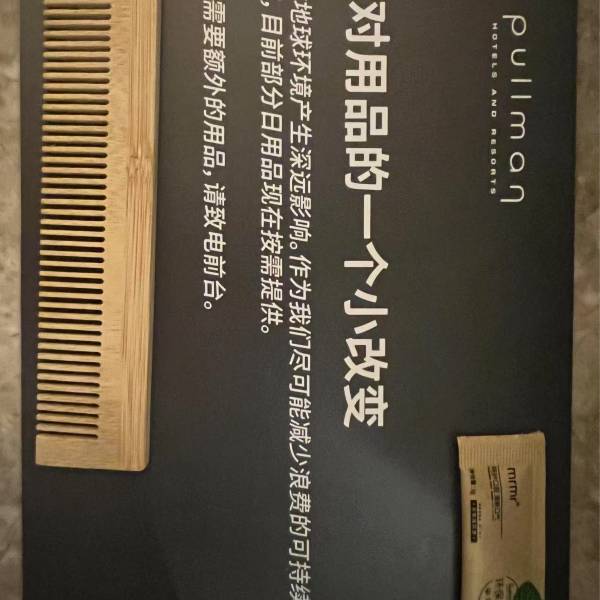 pullman
HOTELS AND RESORTS
对用品的一个小改变
地球环境产生深远影响。作为我们尽可能减少浪费的可持续
，目前部分日用品现在按需提供。
需要额外的用品，请致电前台。
mrmr
环保